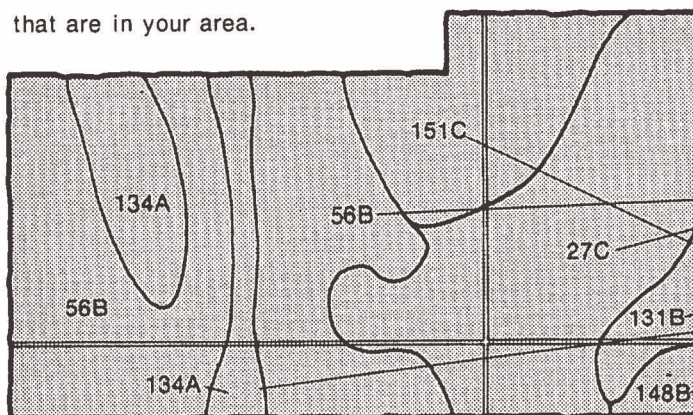 that are in your area.
151C
134A
56B
27C
56B
131B
134A
148B